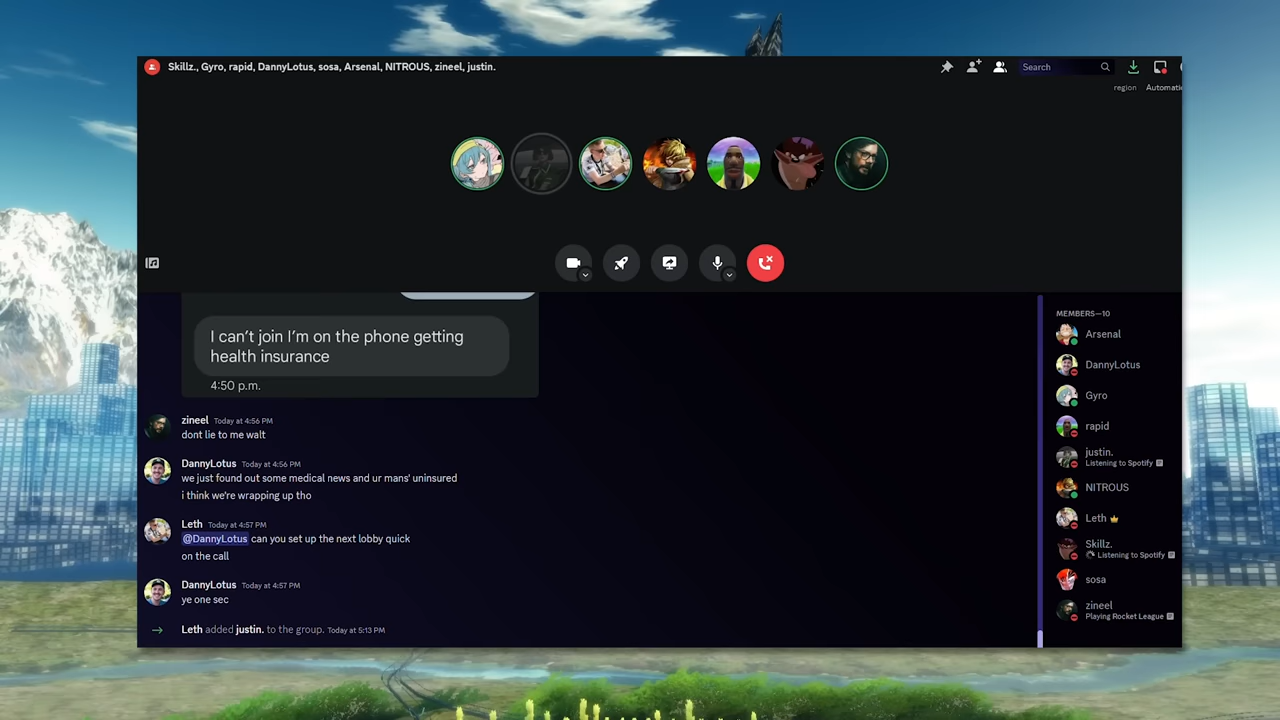 Skillz., Gyro, rapid, DannyLotus, sosa, Arsenal, NITROUS, zineel, justin.
Search
region
I can't join I'm on the phone getting
health insurance
4:50 p.m.
zineel Today at 4:56 PM
dont lie to me walt
DannyLotus Today at 4:56 PM
we just found out some medical news and ur mans' uninsured
i think we're wrapping up tho
Leth Today at 4:57 PM
@DannyLotus can you set up the next lobby quick
on the call
DannyLotus Today at 4:57 PM
ye one sec
Leth added justin. to the group. Today at 5:13 PM
MEMBERS—10
Arsenal
DannyLotus
Gyro
rapid
justin.
Listening to Spotify
NITROUS
Leth
Skillz.
Listening to Spotify
sosa
zineel
Playing Rocket League